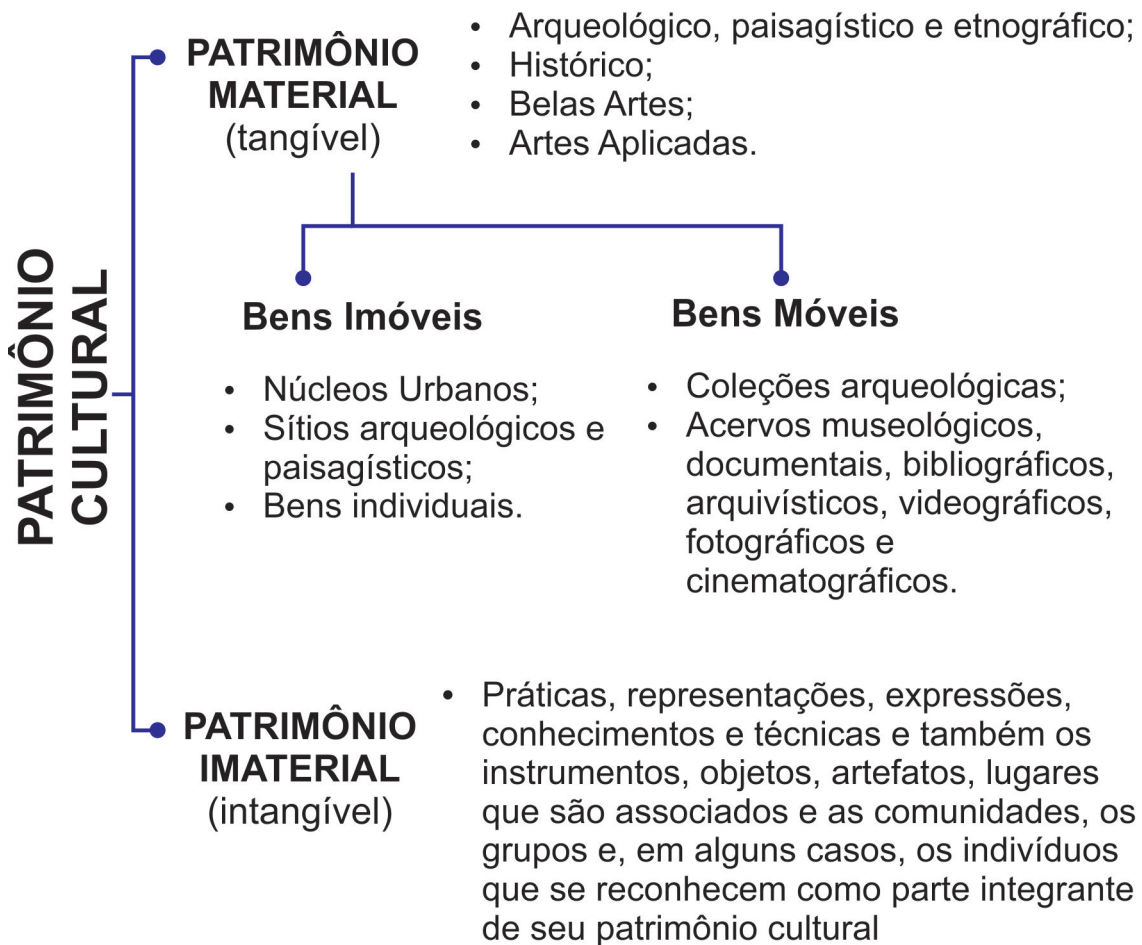 PATRIMÔNIO
CULTURAL
PATRIMÔNIO
MATERIAL
(tangível)
• Arqueológico, paisagístico e etnográfico;
• Histórico;
• Belas Artes;
• Artes Aplicadas.
Bens Imóveis
• Núcleos Urbanos;
• Sítios arqueológicos e
paisagísticos;
• Bens individuais.
Bens Móveis
• Coleções arqueológicas;
• Acervos museológicos,
documentais, bibliográficos,
arquivísticos, videográficos,
fotográficos e
cinematográficos.
PATRIMÔNIO
IMATERIAL
(intangível)
• Práticas, representações, expressões,
conhecimentos e técnicas e também os
instrumentos, objetos, artefatos, lugares
que são associados e as comunidades, os
grupos e, em alguns casos, os indivíduos
que se reconhecem como parte integrante
de seu patrimônio cultural